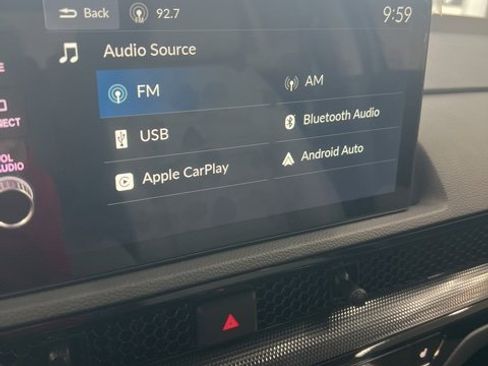 Back 92.7 9:59
Audio Source
FM AM
USB Bluetooth Audio
Apple CarPlay Android Auto